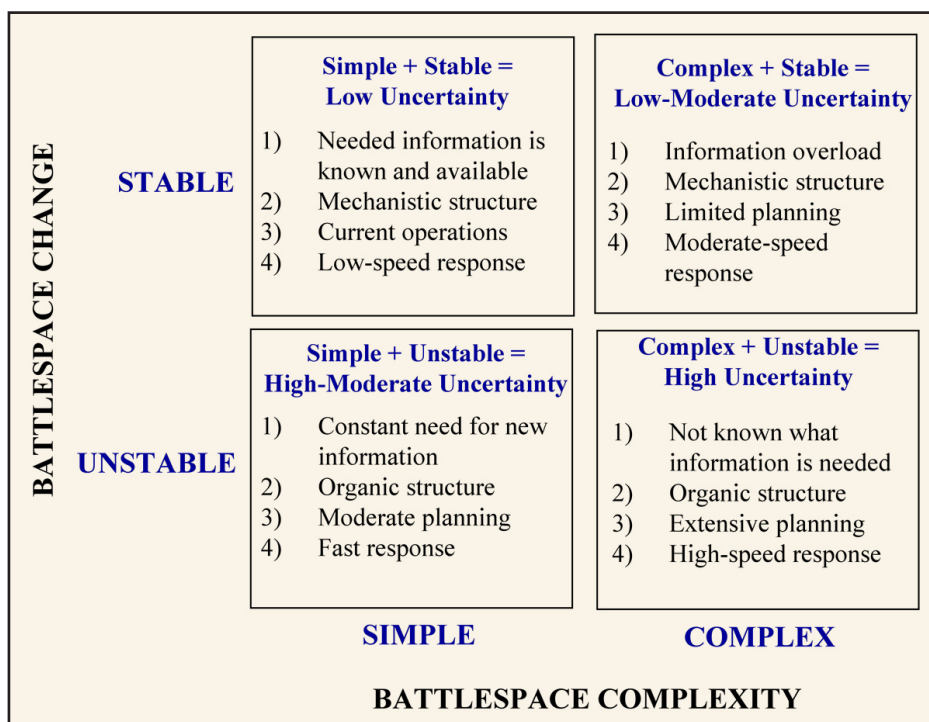 BATTLESPACE CHANGE
STABLE
Simple + Stable =
Low Uncertainty
1) Needed information is
known and available
2) Mechanistic structure
3) Current operations
4) Low-speed response
Complex + Stable =
Low-Moderate Uncertainty
1) Information overload
2) Mechanistic structure
3) Limited planning
4) Moderate-speed
response
UNSTABLE
Simple + Unstable =
High-Moderate Uncertainty
1) Constant need for new
information
2) Organic structure
3) Moderate planning
4) Fast response
Complex + Unstable =
High Uncertainty
1) Not known what
information is needed
2) Organic structure
3) Extensive planning
4) High-speed response
SIMPLE
COMPLEX
BATTLESPACE COMPLEXITY